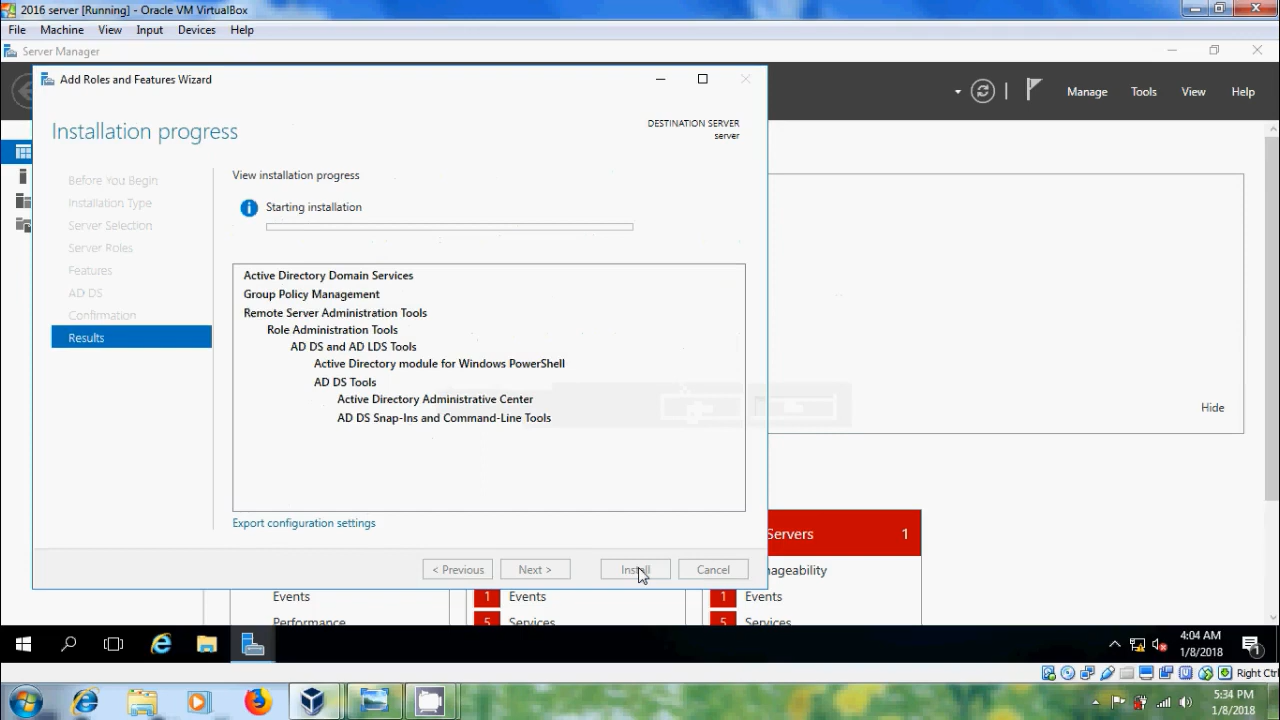 2016 server [Running] - Oracle VM VirtualBox
File Machine View Input Devices Help
Server Manager
Add Roles and Features Wizard
Manage Tools View Help
Installation progress
DESTINATION SERVER
server
Before You Begin
Installation Type
Server Selection
Server Roles
Features
AD DS
Confirmation
Results
View installation progress
Starting installation
Active Directory Domain Services
Group Policy Management
Remote Server Administration Tools
Role Administration Tools
AD DS and AD LDS Tools
Active Directory module for Windows PowerShell
AD DS Tools
Active Directory Administrative Center
AD DS Snap-Ins and Command-Line Tools
Export configuration settings
< Previous Next > Install Cancel
Hide
Servers 1
nageability
Events 1 Events 1 Events
Performance 5 Services 5 Services
4:04 AM
1/8/2018
1
Right Ctrl
5:34 PM
1/8/2018